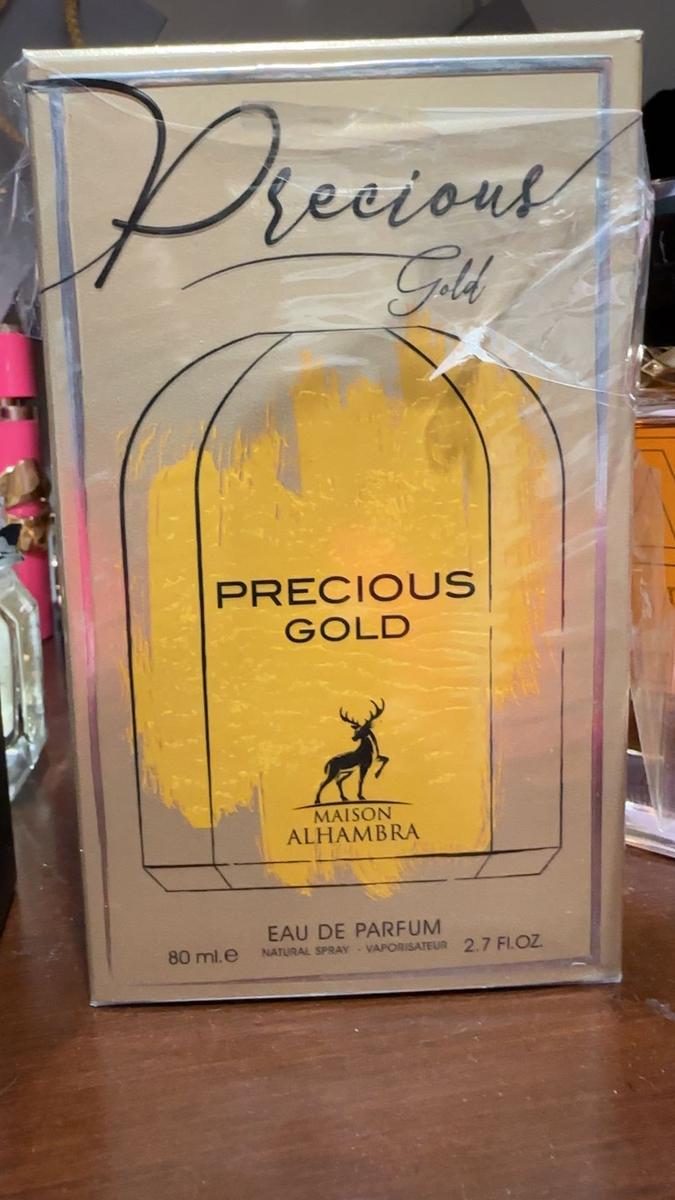 Precious
Gold
PRECIOUS
GOLD
MAISON
ALHAMBRA
EAU DE PARFUM
80 ml.e NATURAL SPRAY - VAPORISATEUR 2.7 Fl.OZ.